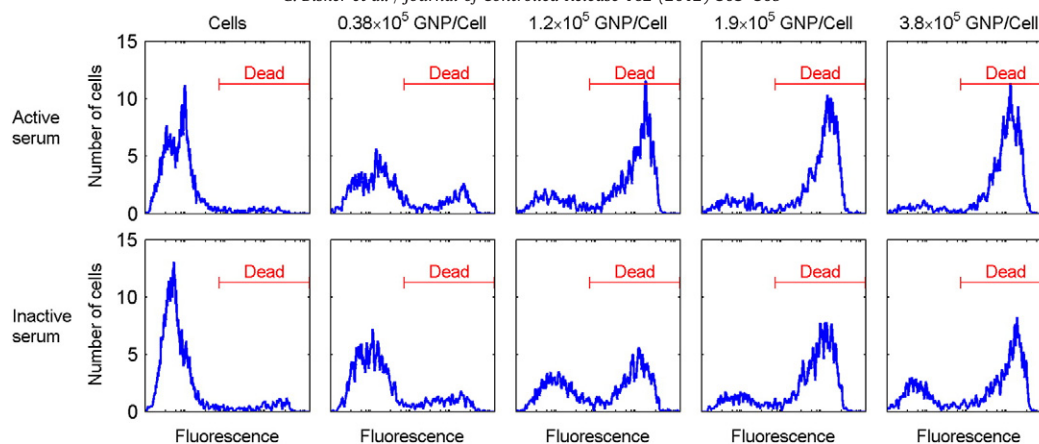 Cells 0.38×10⁵ GNP/Cell 1.2×10⁵ GNP/Cell 1.9×10⁵ GNP/Cell 3.8×10⁵ GNP/Cell
Active serum
Number of cells
15
10
5
0
Dead Dead Dead Dead Dead
Inactive serum
Number of cells
15
10
5
0
Dead Dead Dead Dead Dead
Fluorescence Fluorescence Fluorescence Fluorescence Fluorescence